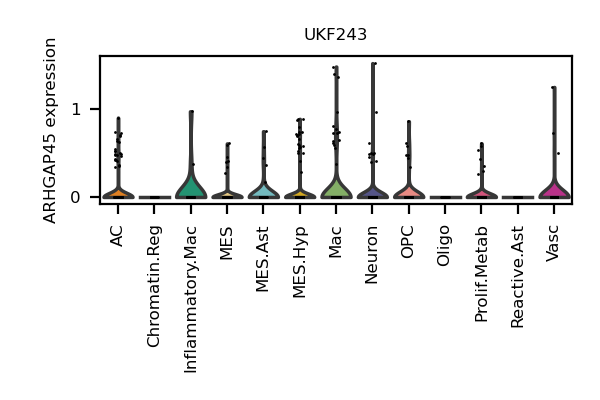 UKF243
ARHGAP45 expression
1
0
AC
Chromatin.Reg
Inflammatory.Mac
MES
MES.Ast
MES.Hyp
Mac
Neuron
OPC
Oligo
Prolif.Metab
Reactive.Ast
Vasc